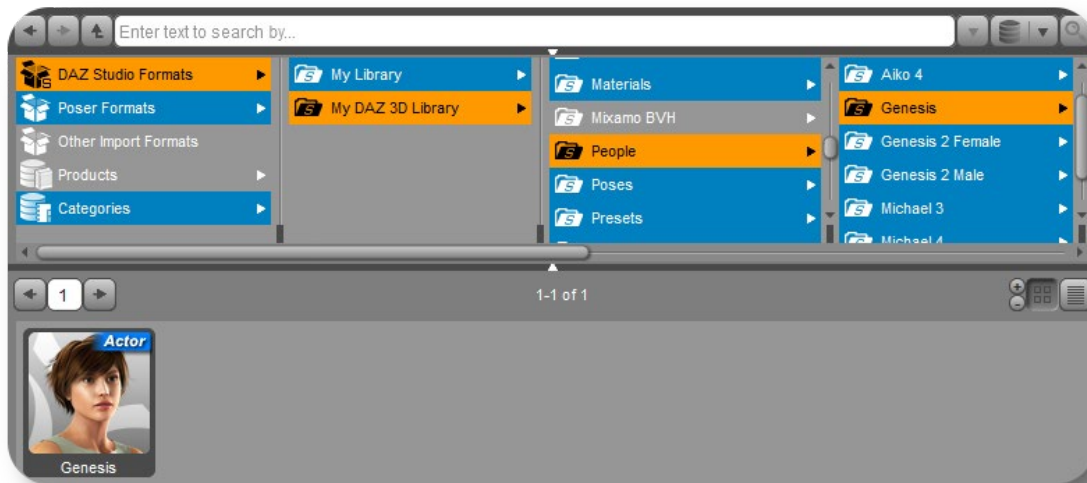 Enter text to search by...
DAZ Studio Formats
Poser Formats
Other Import Formats
Products
Categories
My Library
My DAZ 3D Library
Materials
Mixamo BVH
People
Poses
Presets
Aiko 4
Genesis
Genesis 2 Female
Genesis 2 Male
Michael 3
Michael 4
1
1-1 of 1
Actor
Genesis